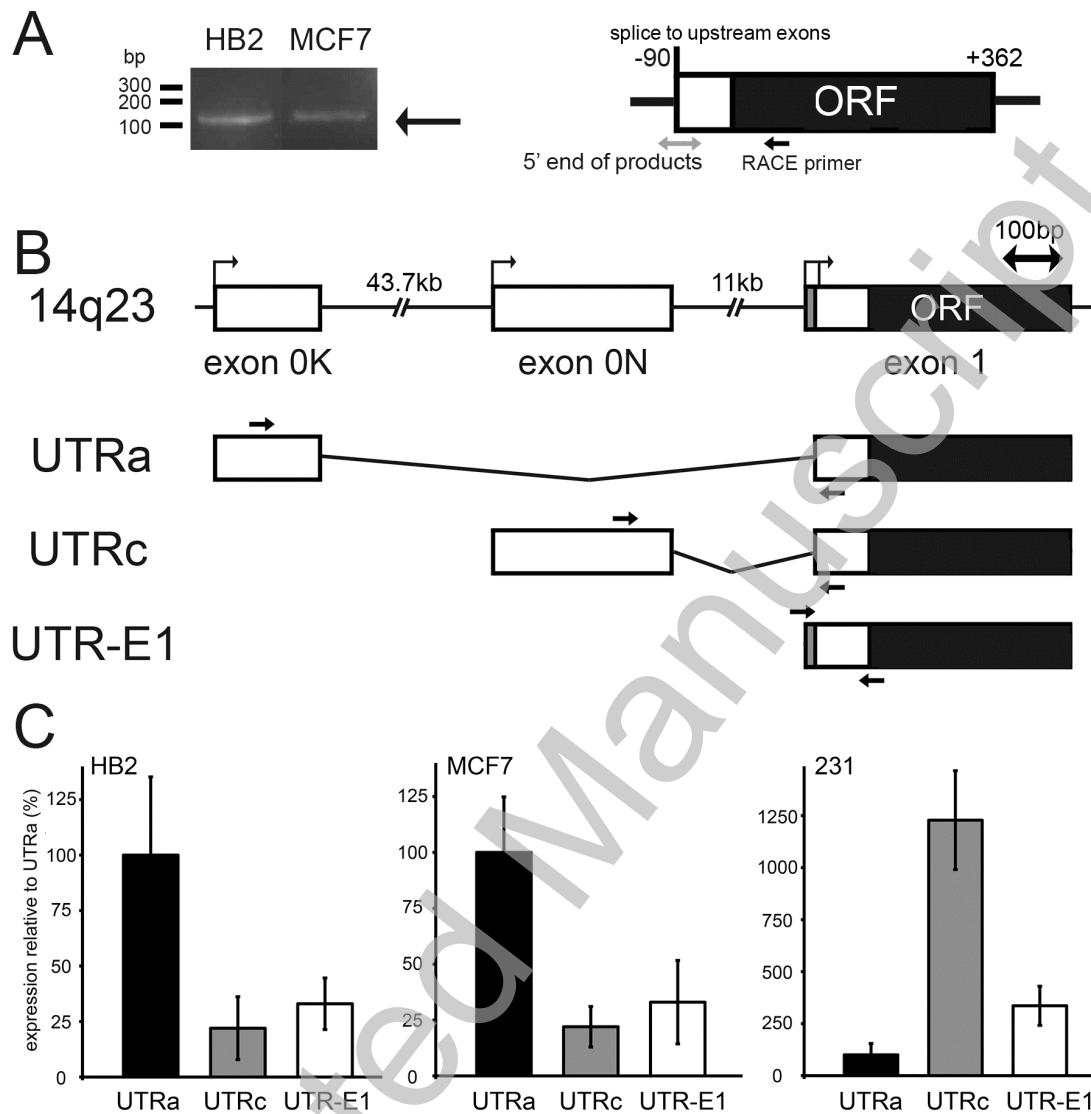 A
HB2 MCF7
bp
300
200
100
splice to upstream exons
-90 +362
ORF
5' end of products
RACE primer
B
100bp
14q23
43.7kb
11kb
ORF
exon 0K exon 0N exon 1
UTRa
UTRc
UTR-E1
C
HB2
expression relative to UTRa (%)
125
100
75
50
25
0
UTRa UTRc UTR-E1
MCF7
125
100
75
50
25
0
UTRa UTRc UTR-E1
231
1250
1000
750
500
250
0
UTRa UTRc UTR-E1
ted Manuscript